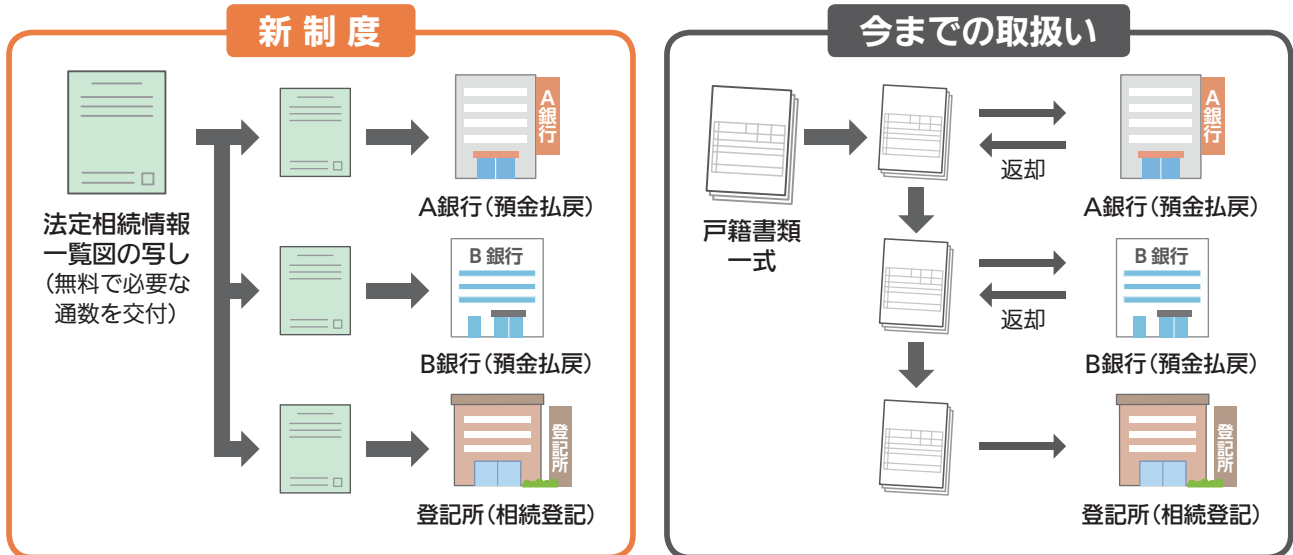 新制度
法定相続情報
一覧図の写し
（無料で必要な
通数を交付）
A銀行
A銀行（預金払戻）
B 銀行
B銀行（預金払戻）
登記所
登記所（相続登記）
今までの取扱い
戸籍書類
一式
返却
A銀行
A銀行（預金払戻）
返却
B 銀行
B銀行（預金払戻）
登記所
登記所（相続登記）